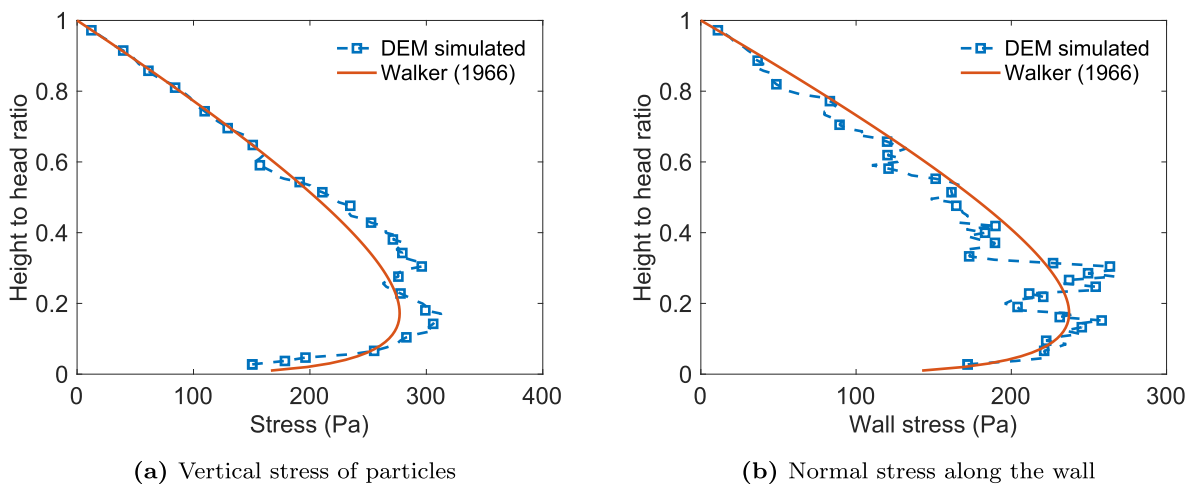 1
0.8
0.6
0.4
0.2
0
0 100 200 300 400
Height to head ratio
Stress (Pa)
DEM simulated
Walker (1966)
(a) Vertical stress of particles
1
0.8
0.6
0.4
0.2
0
0 100 200 300
Height to head ratio
Wall stress (Pa)
DEM simulated
Walker (1966)
(b) Normal stress along the wall